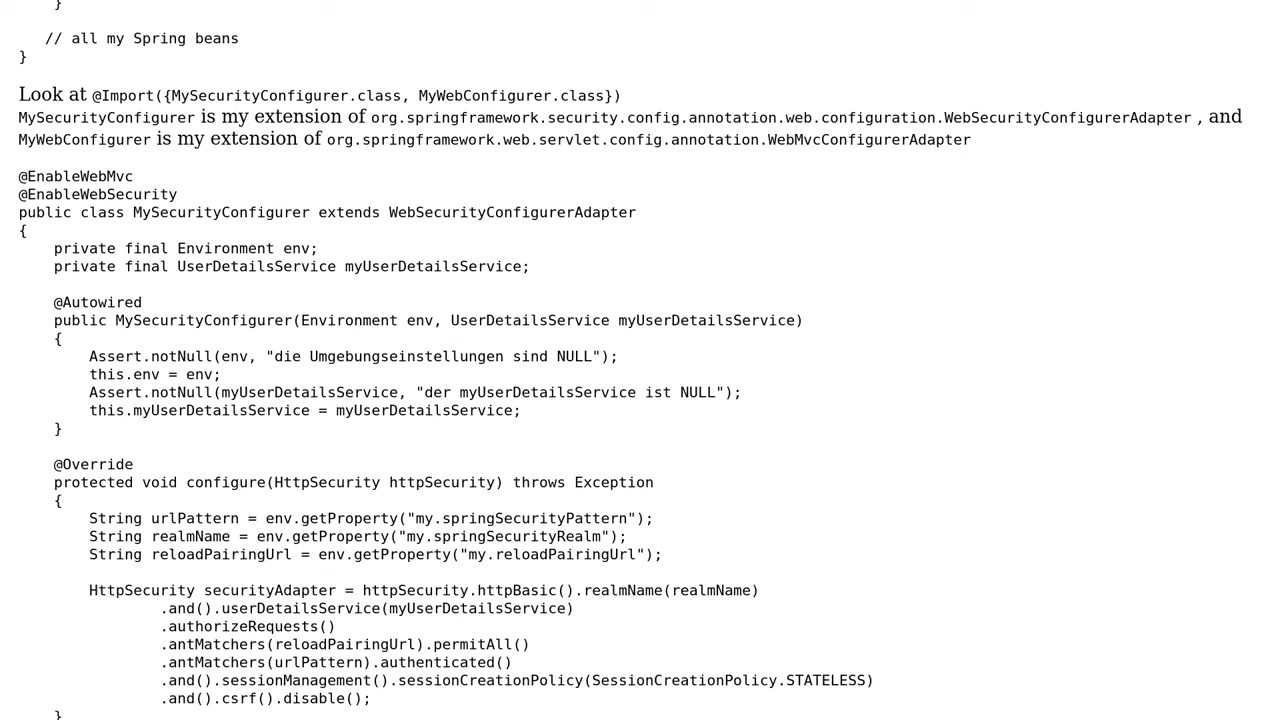 }
// all my Spring beans
}
Look at @Import({MySecurityConfigurer.class, MyWebConfigurer.class})
MySecurityConfigurer is my extension of org.springframework.security.config.annotation.web.configuration.WebSecurityConfigurerAdapter , and
MyWebConfigurer is my extension of org.springframework.web.servlet.config.annotation.WebMvcConfigurerAdapter
@EnableWebMvc
@EnableWebSecurity
public class MySecurityConfigurer extends WebSecurityConfigurerAdapter
{
    private final Environment env;
    private final UserDetailsService myUserDetailsService;
    @Autowired
    public MySecurityConfigurer(Environment env, UserDetailsService myUserDetailsService)
    {
        Assert.notNull(env, "die Umgebungseinstellungen sind NULL");
        this.env = env;
        Assert.notNull(myUserDetailsService, "der myUserDetailsService ist NULL");
        this.myUserDetailsService = myUserDetailsService;
    }
    @Override
    protected void configure(HttpSecurity httpSecurity) throws Exception
    {
        String urlPattern = env.getProperty("my.springSecurityPattern");
        String realmName = env.getProperty("my.springSecurityRealm");
        String reloadPairingUrl = env.getProperty("my.reloadPairingUrl");
        HttpSecurity securityAdapter = httpSecurity.httpBasic().realmName(realmName)
                .and().userDetailsService(myUserDetailsService)
                .authorizeRequests()
                .antMatchers(reloadPairingUrl).permitAll()
                .antMatchers(urlPattern).authenticated()
                .and().sessionManagement().sessionCreationPolicy(SessionCreationPolicy.STATELESS)
                .and().csrf().disable();
    }